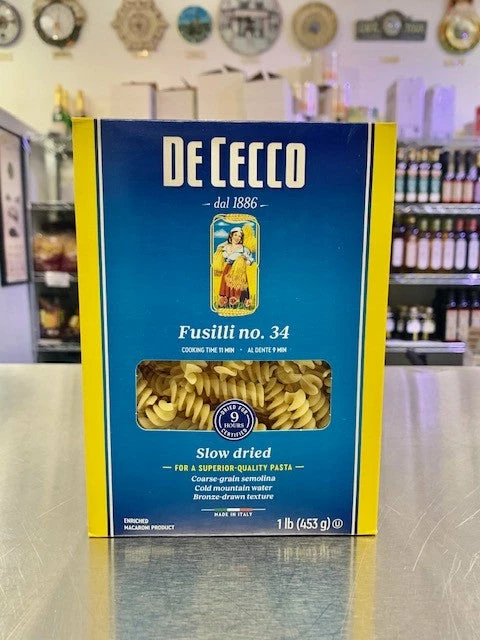 DE CECCO
dal 1886
Fusilli no. 34
COOKING TIME 11 MIN · AL DENTE 9 MIN
DRIED FOR
9
HOURS
CERTIFIED
Slow dried
FOR A SUPERIOR-QUALITY PASTA
Coarse-grain semolina
Cold mountain water
Bronze-drawn texture
MADE IN ITALY
ENRICHED
MACARONI PRODUCT
1 lb (453 g) U